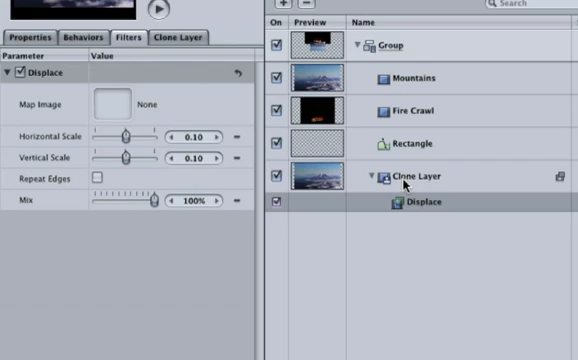 Search
Properties Behaviors Filters Clone Layer
Parameter Value
Displace
Map Image None
Horizontal Scale 0.10
Vertical Scale 0.10
Repeat Edges
Mix 100%
On Preview Name
Group
Mountains
Fire Crawl
Rectangle
Clone Layer
Displace